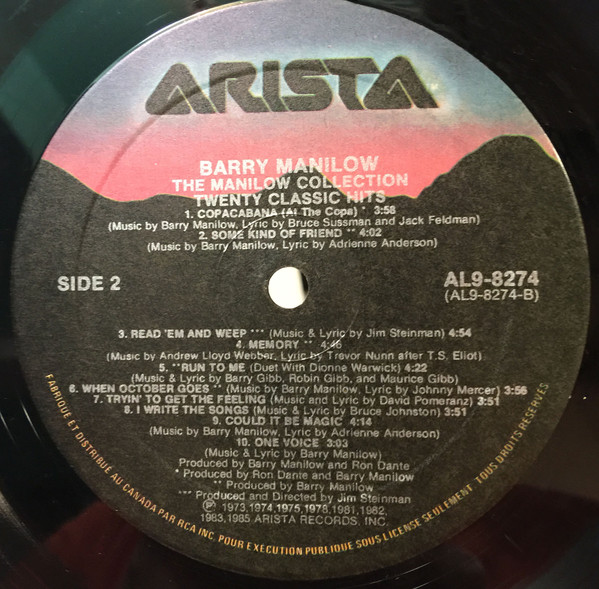 ARISTA
BARRY MANILOW
THE MANILOW COLLECTION
TWENTY CLASSIC HITS
1. COPACABANA (At The Copa) * 3:58
(Music by Barry Manilow, Lyric by Bruce Sussman and Jack Feldman)
2. SOME KIND OF FRIEND ** 4:02
(Music by Barry Manilow, Lyric by Adrienne Anderson)
SIDE 2
AL9-8274
(AL9-8274-B)
3. READ 'EM AND WEEP *** (Music & Lyric by Jim Steinman) 4:54
4. MEMORY ** 4:46
(Music by Andrew Lloyd Webber, Lyric by Trevor Nunn after T.S. Eliot)
5. **RUN TO ME (Duet With Dionne Warwick) 4:22
(Music & Lyric by Barry Gibb, Robin Gibb, and Maurice Gibb)
6. WHEN OCTOBER GOES ** (Music by Barry Manilow, Lyric by Johnny Mercer) 3:56
7. TRYIN' TO GET THE FEELING (Music and Lyric by David Pomeranz) 3:51
8. I WRITE THE SONGS (Music & Lyric by Bruce Johnston) 3:51
9. COULD IT BE MAGIC 4:14
(Music by Barry Manilow, Lyric by Adrienne Anderson)
10. ONE VOICE 3:03
(Music & Lyric by Barry Manilow)
Produced by Barry Manilow and Ron Dante
* Produced by Ron Dante and Barry Manilow
** Produced by Barry Manilow
*** Produced and Directed by Jim Steinman
℗ 1973,1974,1975,1978,1981,1982,
1983,1985 ARISTA RECORDS, INC.
FABRIQUÉ ET DISTRIBUÉ AU CANADA PAR RCA INC. POUR EXECUTION PUBLIQUE SOUS LICENSE SEULEMENT. TOUS DROITS RESERVÉS